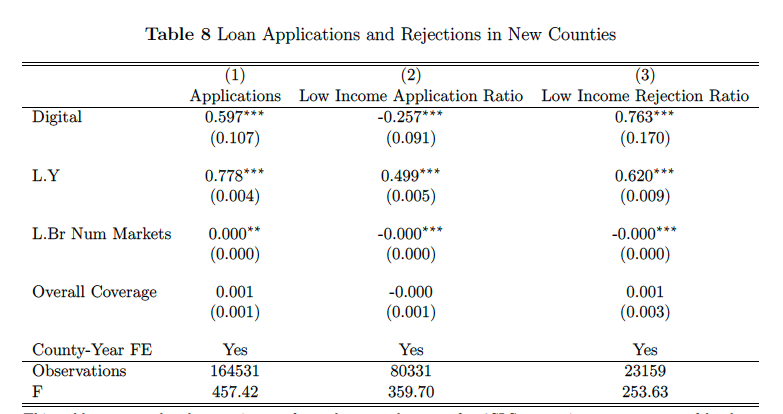 Table 8 Loan Applications and Rejections in New Counties
(1) (2) (3)
Applications Low Income Application Ratio Low Income Rejection Ratio
Digital 0.597*** -0.257*** 0.763***
(0.107) (0.091) (0.170)
L.Y 0.778*** 0.499*** 0.620***
(0.004) (0.005) (0.009)
L.Br Num Markets 0.000** -0.000*** -0.000***
(0.000) (0.000) (0.000)
Overall Coverage 0.001 -0.000 0.001
(0.001) (0.001) (0.003)
County-Year FE Yes Yes Yes
Observations 164531 80331 23159
F 457.42 359.70 253.63